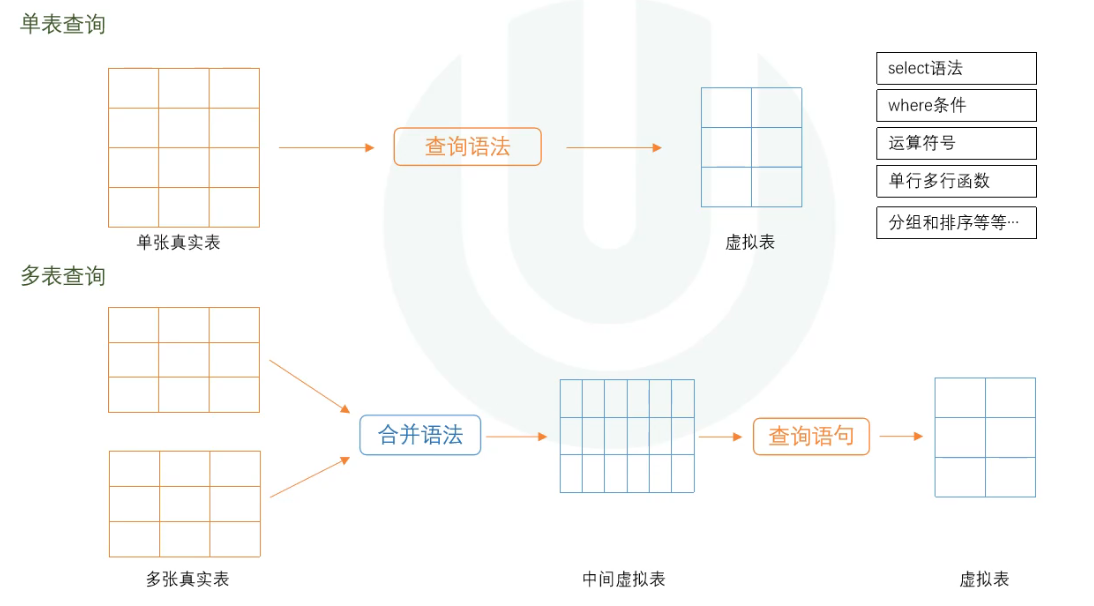 单表查询
select语法
where条件
运算符号
单行多行函数
分组和排序等等…
查询语法
单张真实表
虚拟表
多表查询
合并语法
查询语句
多张真实表
中间虚拟表
虚拟表